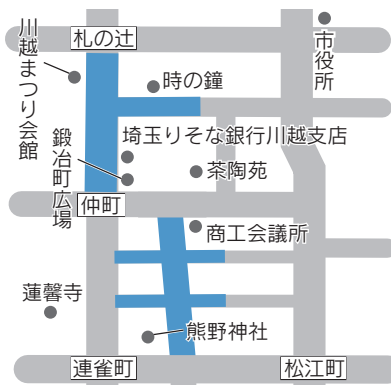 札の辻
市役所
川越まつり会館
時の鐘
埼玉りそな銀行川越支店
鍛冶町広場
茶陶苑
仲町
商工会議所
蓮馨寺
熊野神社
連雀町
松江町